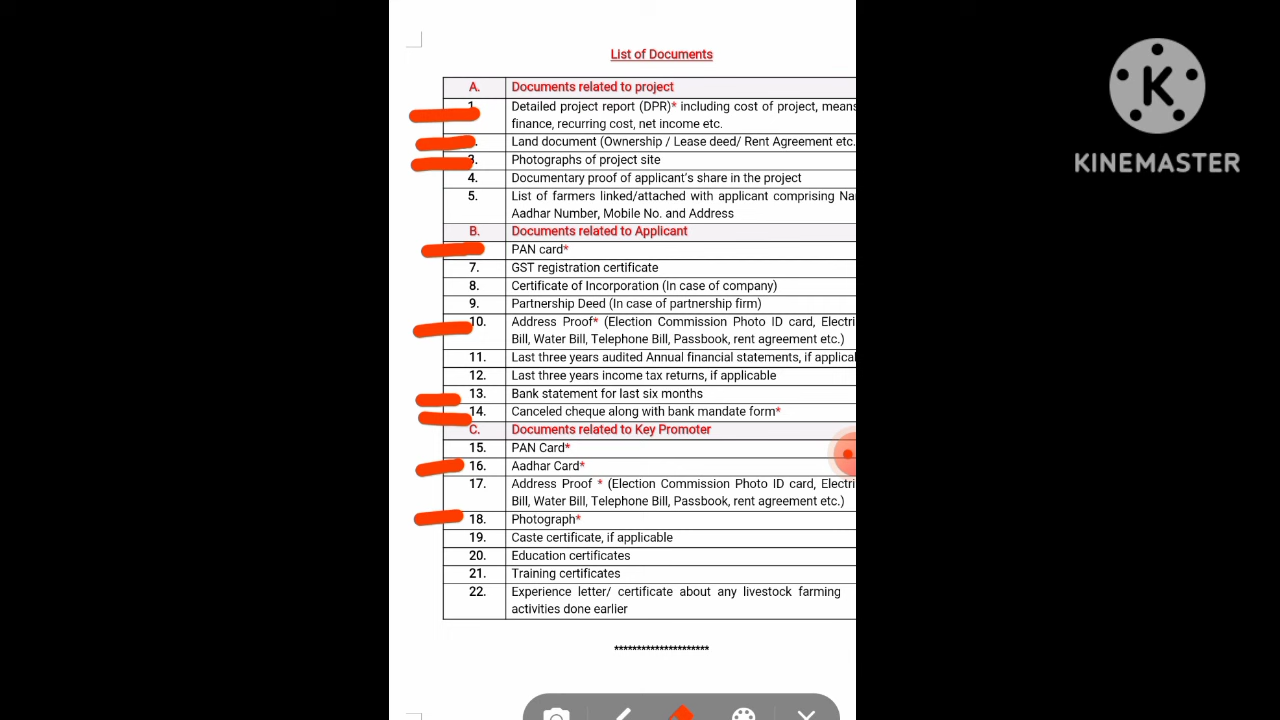 List of Documents
A. Documents related to project
1. Detailed project report (DPR)* including cost of project, means
finance, recurring cost, net income etc.
Land document (Ownership / Lease deed/ Rent Agreement etc.
3. Photographs of project site
4. Documentary proof of applicant's share in the project
5. List of farmers linked/attached with applicant comprising
Aadhar Number, Mobile No. and Address
B. Documents related to Applicant
PAN card*
7. GST registration certificate
8. Certificate of Incorporation (In case of company)
9. Partnership Deed (In case of partnership firm)
10. Address Proof* (Election Commission Photo ID card,
Bill, Water Bill, Telephone Bill, Passbook, rent agreement etc.)
11. Last three years audited Annual financial statements, if
12. Last three years income tax returns, if applicable
13. Bank statement for last six months
14. Canceled cheque along with bank mandate form*
C. Documents related to Key Promoter
15. PAN Card*
16. Aadhar Card*
17. Address Proof * (Election Commission Photo ID card,
Bill, Water Bill, Telephone Bill, Passbook, rent agreement etc.)
18. Photograph*
19. Caste certificate, if applicable
20. Education certificates
21. Training certificates
22. Experience letter/ certificate about any livestock farming
activities done earlier
*********************
K
KINEMASTER